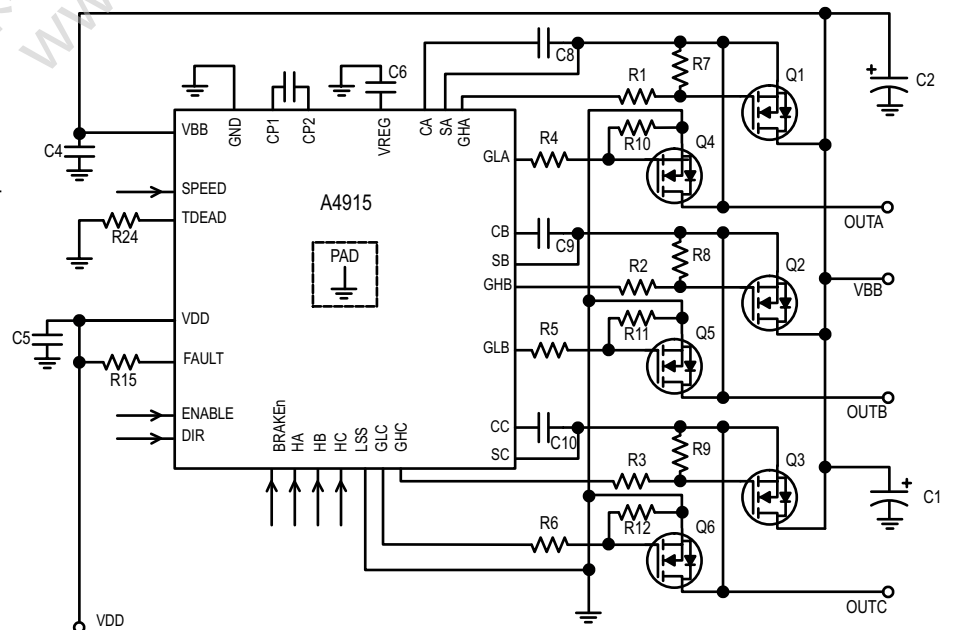 C6
C8
R7
R1
Q1
C2
VBB
GND
CP1
CP2
VREG
CA
SA
GHA
C4
R4
GLA
R10
Q4
SPEED
A4915
TDEAD
R24
OUTA
CB
C9
PAD
SB
R8
R2
GHB
Q2
VBB
VDD
C5
R5
R11
Q5
GLB
FAULT
R15
OUTB
ENABLE
DIR
CC
C10
SC
R9
BRAKEn
HA
HB
HC
LSS
GLC
GHC
R3
Q3
C1
R6
R12
Q6
OUTC
VDD